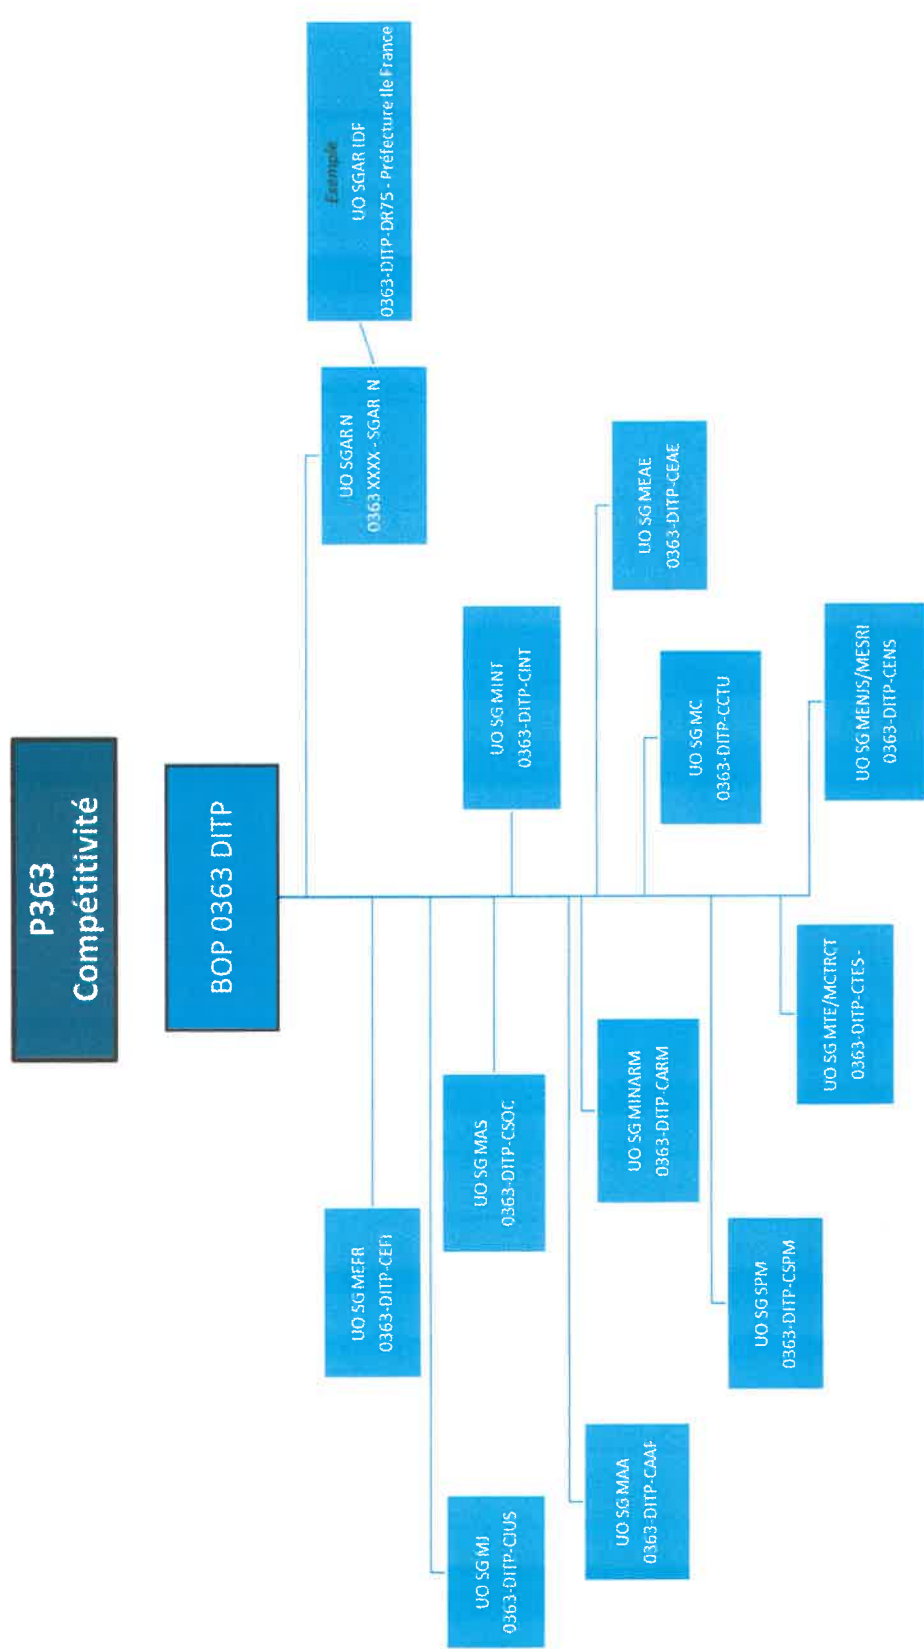 P363
Compétitivité
BOP 0363 DITP
Exemple
UO SGAR IDF
0363-DITP-DR75 - Préfecture Ile France
UO SGAR N
0363 XXXX - SGAR N
UO SG MEFR
0363-DITP-CEFI
UO SG MJ
0363-DITP-CJUS
UO SG MAS
0363-DITP-CSOC
UO SG MINT
0363-DITP-CINT
UO SG MAA
0363-DITP-CAAF
UO SG MINARM
0363-DITP-CARM
UO SG MEAE
0363-DITP-CEAE
UO SG MC
0363-DITP-CCTU
UO SG SPM
0363-DITP-CSPM
UO SG MTE/MCTRCT
0363-DITP-CTES -
UO SG MENJS/MESRI
0363-DITP-CENS